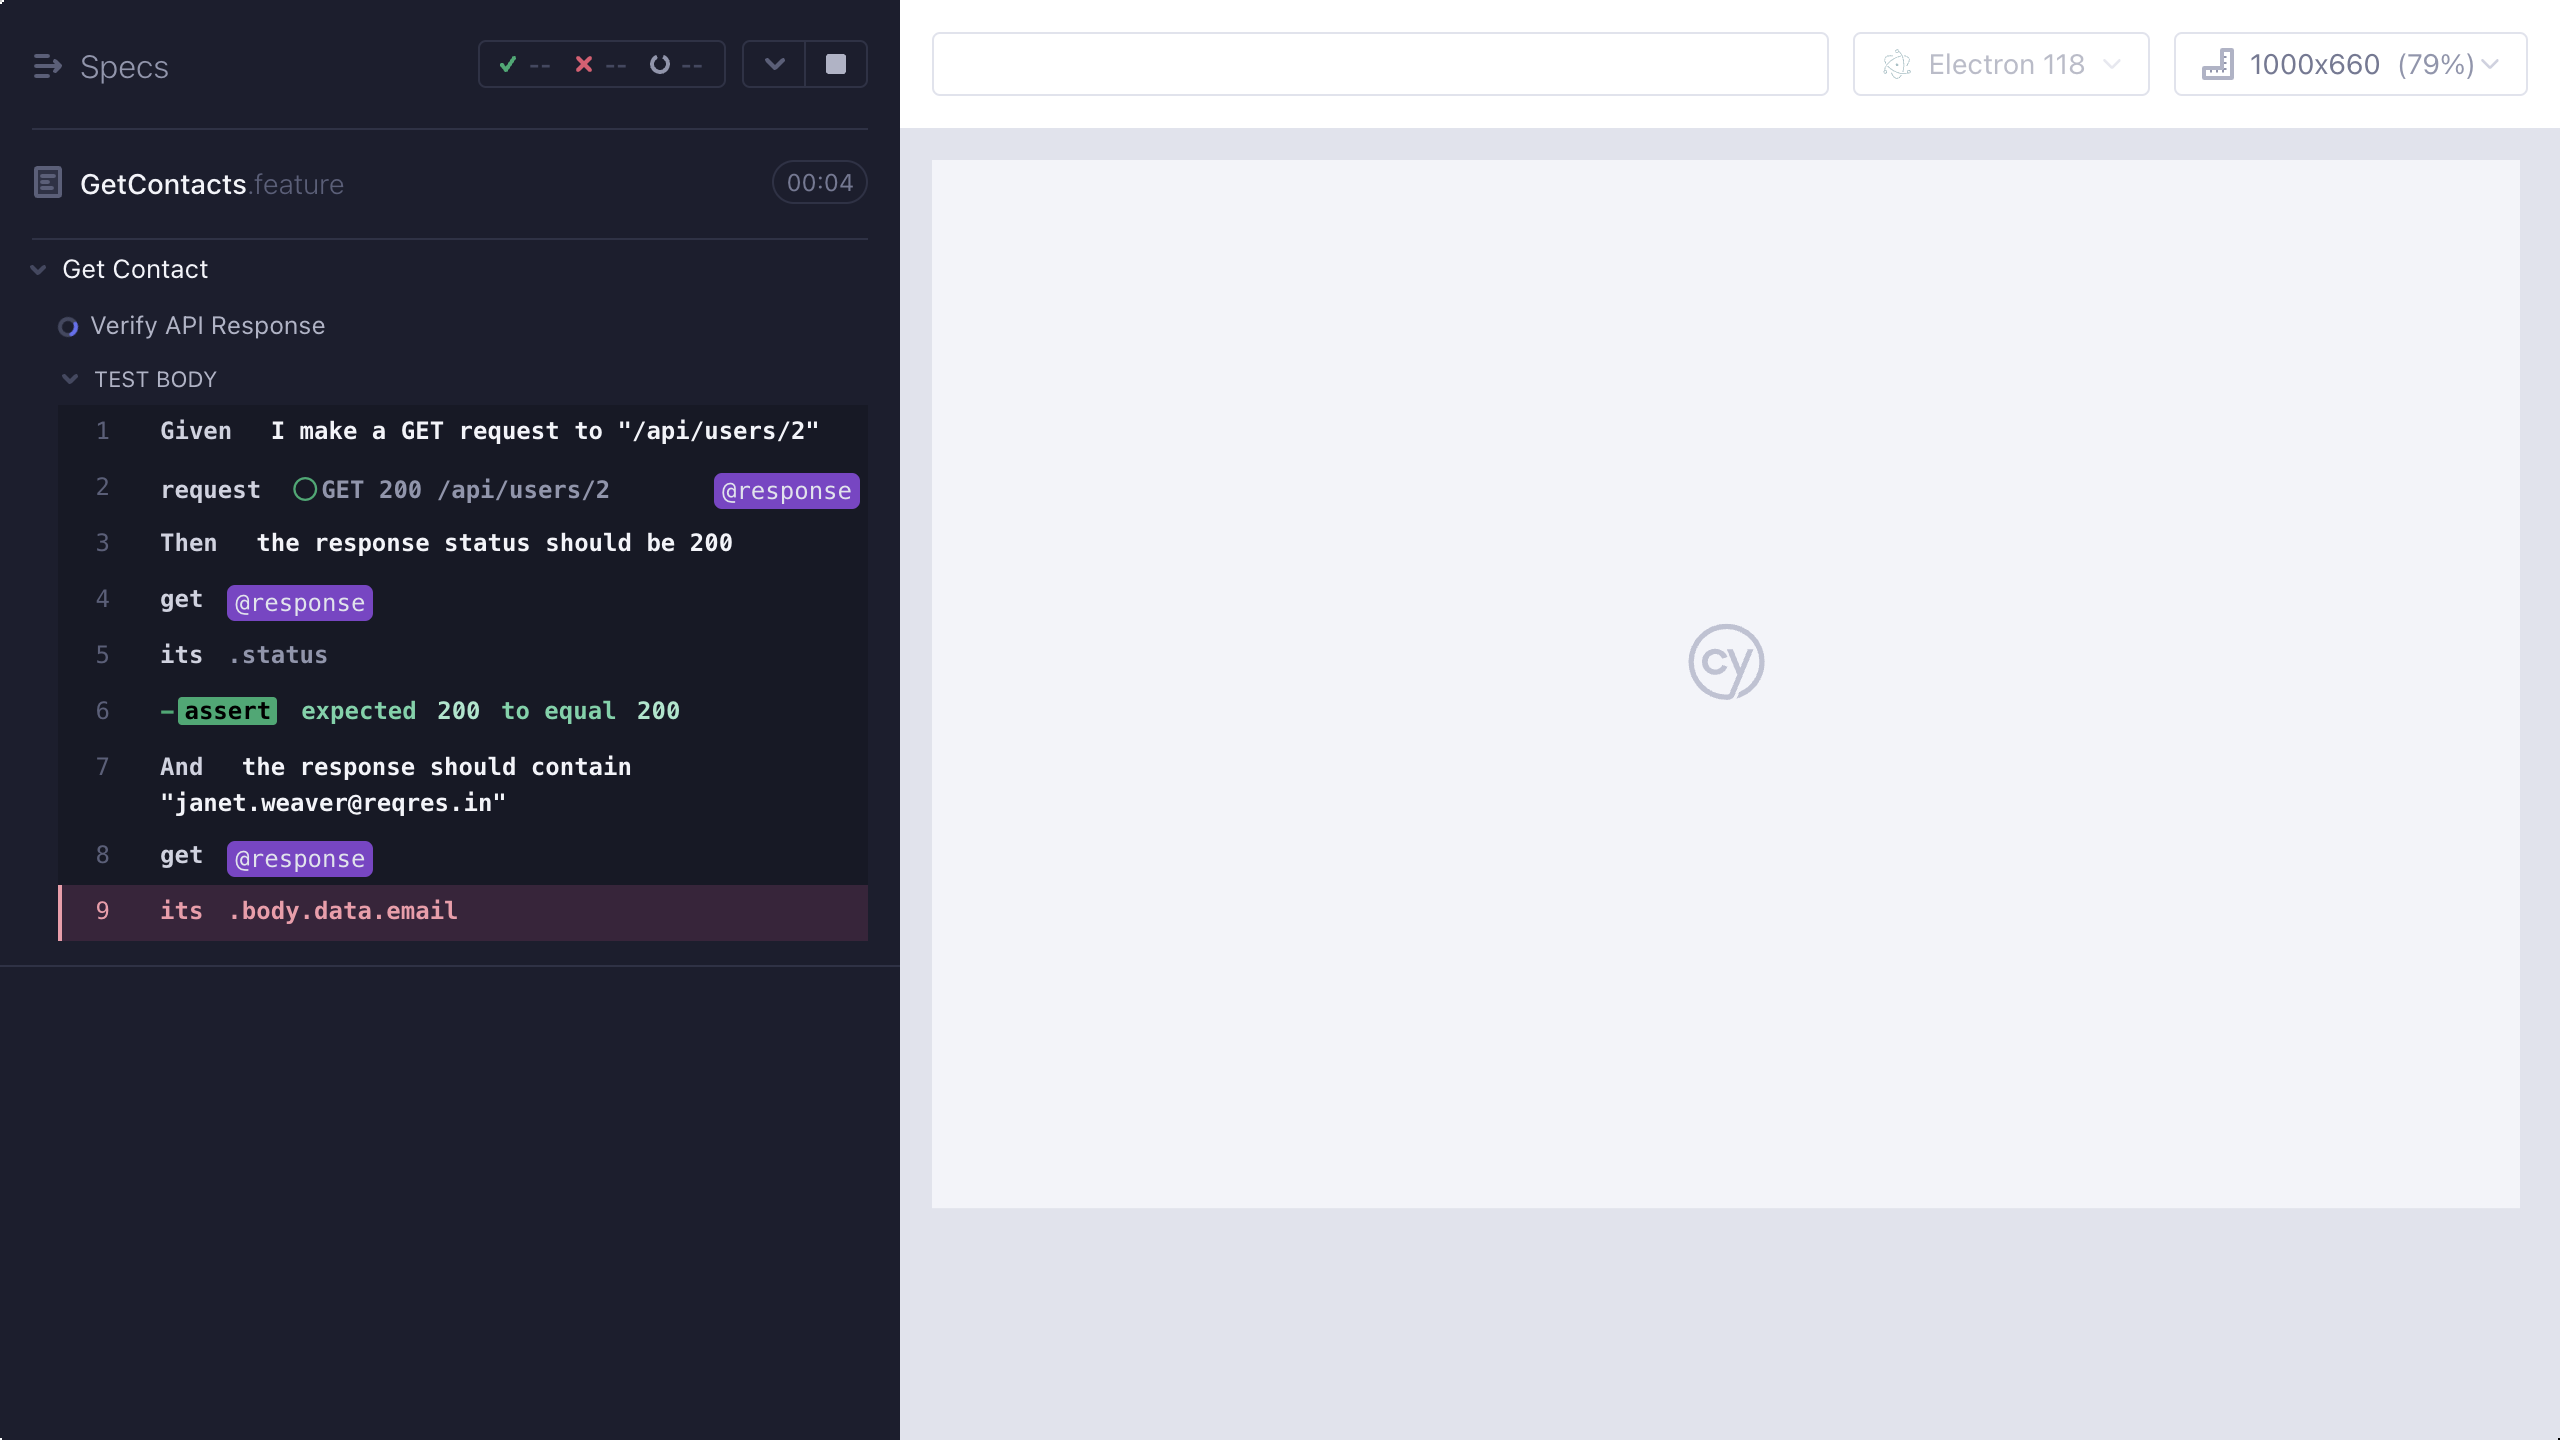 Specs
-- -- --
Electron 118
1000x660 (79%)
GetContacts.feature
00:04
Get Contact
Verify API Response
TEST BODY
1 Given I make a GET request to "/api/users/2"
2 request GET 200 /api/users/2 @response
3 Then the response status should be 200
4 get @response
5 its .status
6 -assert expected 200 to equal 200
7 And the response should contain
"janet.weaver@reqres.in"
8 get @response
9 its .body.data.email
cy